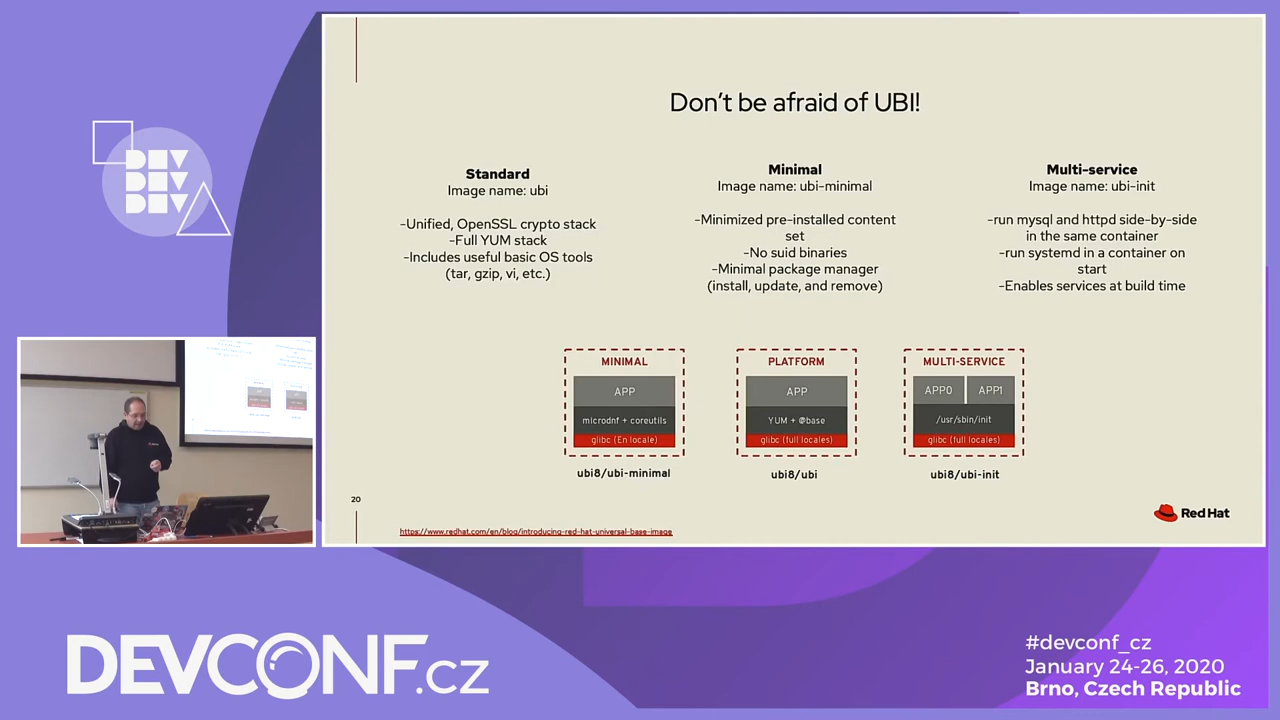 DEV
DEV
DEV
Don't be afraid of UBI!
Standard
Image name: ubi
-Unified, OpenSSL crypto stack
-Full YUM stack
-Includes useful basic OS tools
(tar, gzip, vi, etc.)
Minimal
Image name: ubi-minimal
-Minimized pre-installed content
set
-No suid binaries
-Minimal package manager
(install, update, and remove)
Multi-service
Image name: ubi-init
-run mysql and httpd side-by-side
in the same container
-run systemd in a container on
start
-Enables services at build time
MINIMAL
APP
microdnf + coreutils
glibc (En locale)
ubi8/ubi-minimal
PLATFORM
APP
YUM + @base
glibc (full locales)
ubi8/ubi
MULTI-SERVICE
APP0 APP1
/usr/sbin/init
glibc (full locales)
ubi8/ubi-init
20
https://www.redhat.com/en/blog/introducing-red-hat-universal-base-image
Red Hat
DEVCONF.cz
#devconf_cz
January 24-26, 2020
Brno, Czech Republic